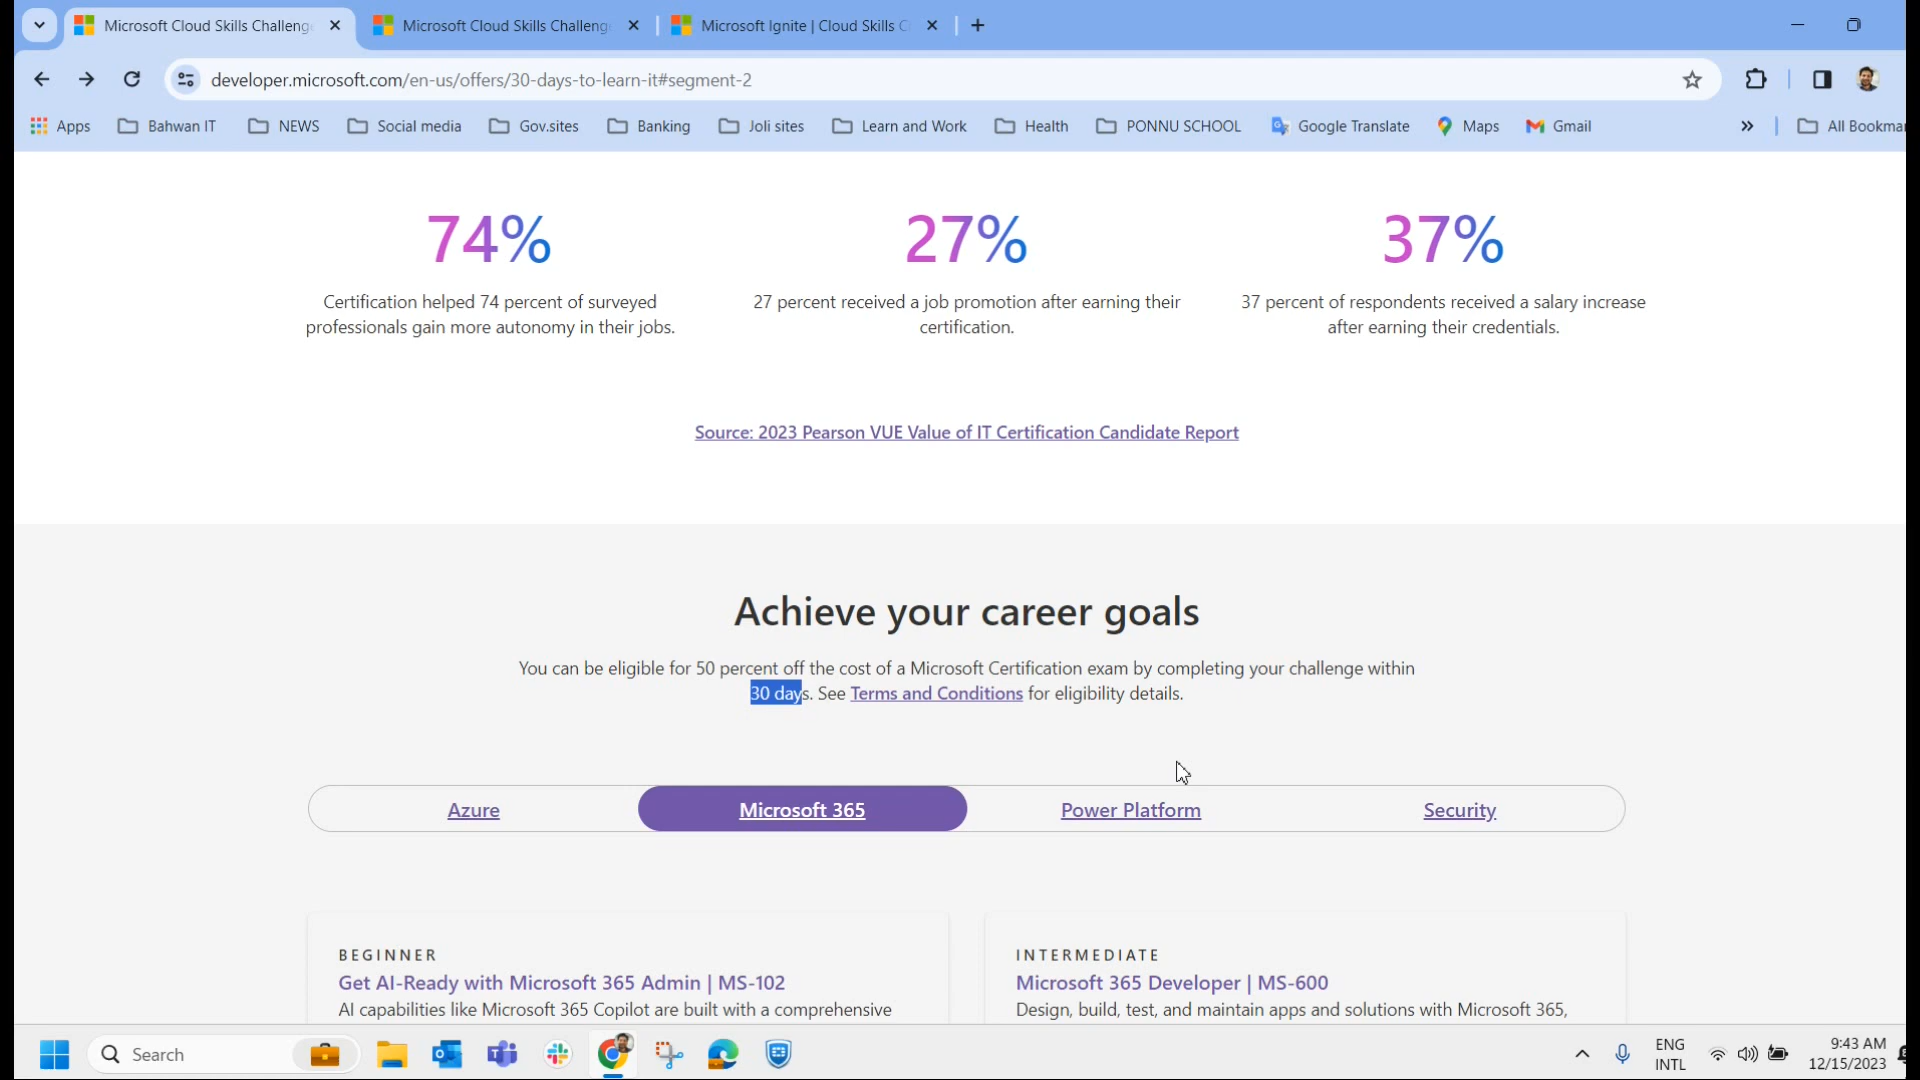 Microsoft Cloud Skills Challeng
Microsoft Cloud Skills Challeng
Microsoft Ignite | Cloud Skills C
developer.microsoft.com/en-us/offers/30-days-to-learn-it#segment-2
Apps
Bahwan IT
NEWS
Social media
Gov.sites
Banking
Joli sites
Learn and Work
Health
PONNU SCHOOL
Google Translate
Maps
Gmail
»
All Bookmar
74%
Certification helped 74 percent of surveyed
professionals gain more autonomy in their jobs.
27%
27 percent received a job promotion after earning their
certification.
37%
37 percent of respondents received a salary increase
after earning their credentials.
Source: 2023 Pearson VUE Value of IT Certification Candidate Report
Achieve your career goals
You can be eligible for 50 percent off the cost of a Microsoft Certification exam by completing your challenge within
30 days. See Terms and Conditions for eligibility details.
Azure
Microsoft 365
Power Platform
Security
BEGINNER
Get AI-Ready with Microsoft 365 Admin | MS-102
AI capabilities like Microsoft 365 Copilot are built with a comprehensive
INTERMEDIATE
Microsoft 365 Developer | MS-600
Design, build, test, and maintain apps and solutions with Microsoft 365,
Search
ENG
INTL
9:43 AM
12/15/2023